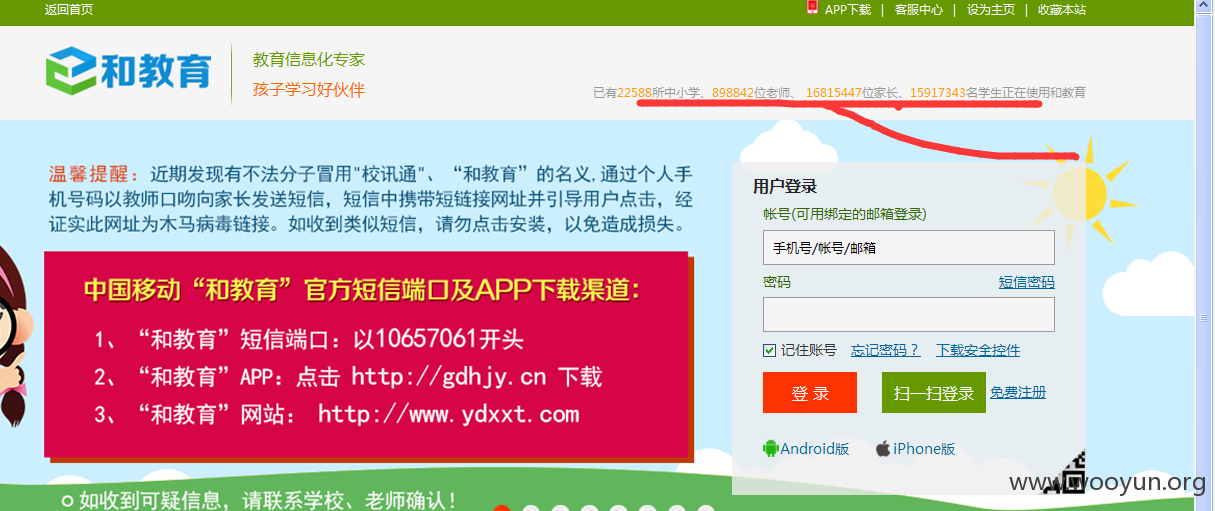 返回首页
APP下载 | 客服中心 | 设为主页 | 收藏本站
和教育
教育信息化专家
孩子学习好伙伴
已有22588所中小学、898842位老师、 16815447位家长、15917343名学生正在使用和教育
温馨提醒：近期发现有不法分子冒用"校讯通"、“和教育”的名义,通过个人手
机号码以教师口吻向家长发送短信，短信中携带短链接网址并引导用户点击，经
证实此网址为木马病毒链接。如收到类似短信，请勿点击安装，以免造成损失。
中国移动“和教育”官方短信端口及APP下载渠道：
1、“和教育”短信端口：以10657061开头
2、“和教育”APP：点击 http://gdhjy.cn 下载
3、“和教育”网站： http://www.ydxxt.com
如收到可疑信息，请联系学校、老师确认！
用户登录
帐号(可用绑定的邮箱登录)
手机号/帐号/邮箱
密码
短信密码
记住账号 忘记密码？ 下载安全控件
登 录
扫一扫登录
免费注册
Android版 iPhone版
www.wooyun.org